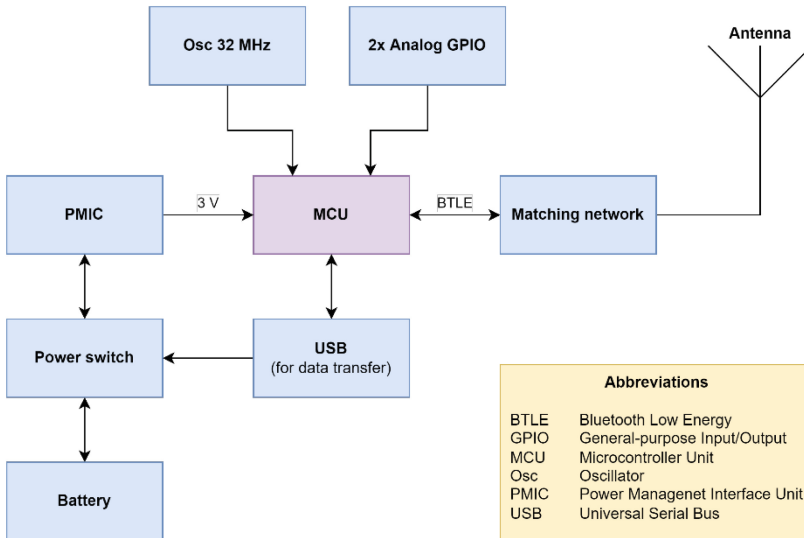 Osc 32 MHz
2x Analog GPIO
Antenna
PMIC
3 V
MCU
BTLE
Matching network
Power switch
USB
(for data transfer)
Battery
Abbreviations
BTLE Bluetooth Low Energy
GPIO General-purpose Input/Output
MCU Microcontroller Unit
Osc Oscillator
PMIC Power Managenet Interface Unit
USB Universal Serial Bus